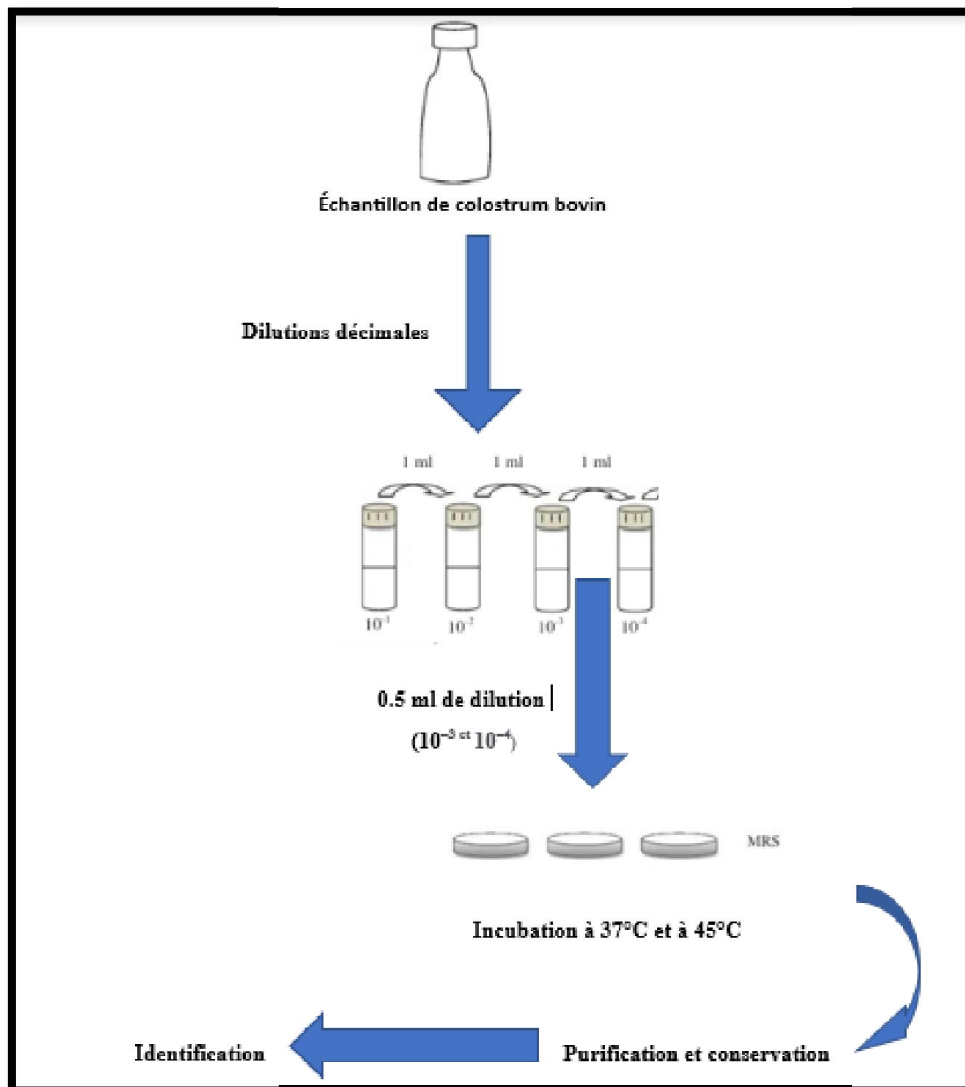 Échantillon de colostrum bovin
Dilutions décimales
1 ml 1 ml 1 ml
10⁻¹ 10⁻² 10⁻³ 10⁻⁴
0.5 ml de dilution
(10⁻³ ᵉᵗ 10⁻⁴)
MRS
Incubation à 37°C et à 45°C
Identification
Purification et conservation